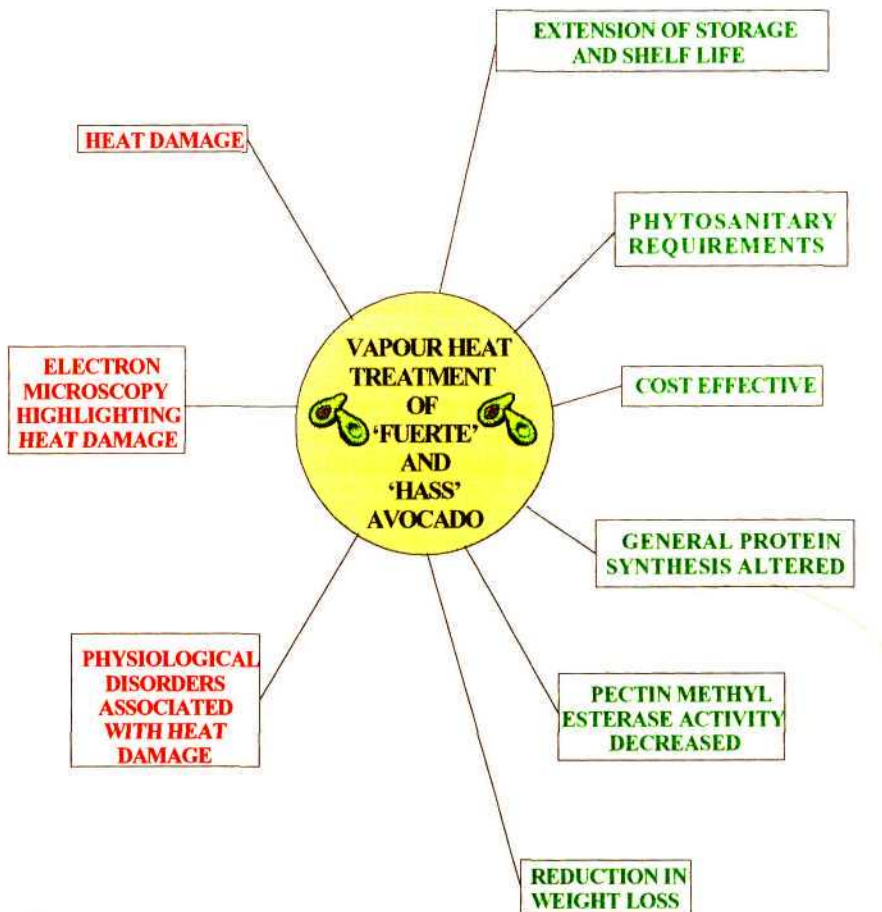 EXTENSION OF STORAGE
AND SHELF LIFE
HEAT DAMAGE
PHYTOSANITARY
REQUIREMENTS
VAPOUR HEAT
TREATMENT
OF
‘FUERTE’
AND
‘HASS’
AVOCADO
ELECTRON
MICROSCOPY
HIGHLIGHTING
HEAT DAMAGE
COST EFFECTIVE
GENERAL PROTEIN
SYNTHESIS ALTERED
PHYSIOLOGICAL
DISORDERS
ASSOCIATED
WITH HEAT
DAMAGE
PECTIN METHYL
ESTERASE ACTIVITY
DECREASED
REDUCTION IN
WEIGHT LOSS